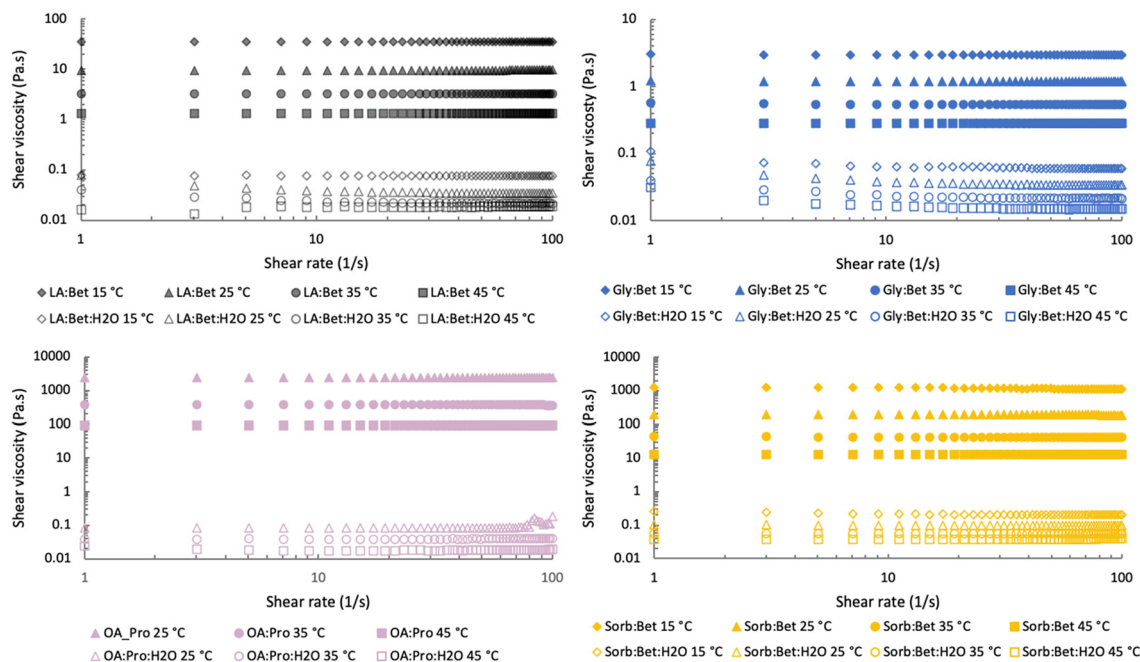 100
10
1
0.1
0.01
Shear viscosity (Pa.s)
1 10 100
Shear rate (1/s)
LA:Bet 15 °C LA:Bet 25 °C LA:Bet 35 °C LA:Bet 45 °C
LA:Bet:H2O 15 °C LA:Bet:H2O 25 °C LA:Bet:H2O 35 °C LA:Bet:H2O 45 °C
10
1
0.1
0.01
Shear viscosity (Pa.s)
1 10 100
Shear rate (1/s)
Gly:Bet 15 °C Gly:Bet 25 °C Gly:Bet 35 °C Gly:Bet 45 °C
Gly:Bet:H2O 15 °C Gly:Bet:H2O 25 °C Gly:Bet:H2O 35 °C Gly:Bet:H2O 45 °C
10000
1000
100
10
1
0.1
0.01
Shear viscosity (Pa.s)
1 10 100
Shear rate (1/s)
OA_Pro 25 °C OA:Pro 35 °C OA:Pro 45 °C
OA:Pro:H2O 25 °C OA:Pro:H2O 35 °C OA:Pro:H2O 45 °C
10000
1000
100
10
1
0.1
0.01
Shear viscosity (Pa.s)
1 10 100
Shear rate (1/s)
Sorb:Bet 15 °C Sorb:Bet 25 °C Sorb:Bet 35 °C Sorb:Bet 45 °C
Sorb:Bet:H2O 15 °C Sorb:Bet:H2O 25 °C Sorb:Bet:H2O 35 °C Sorb:Bet:H2O 45 °C